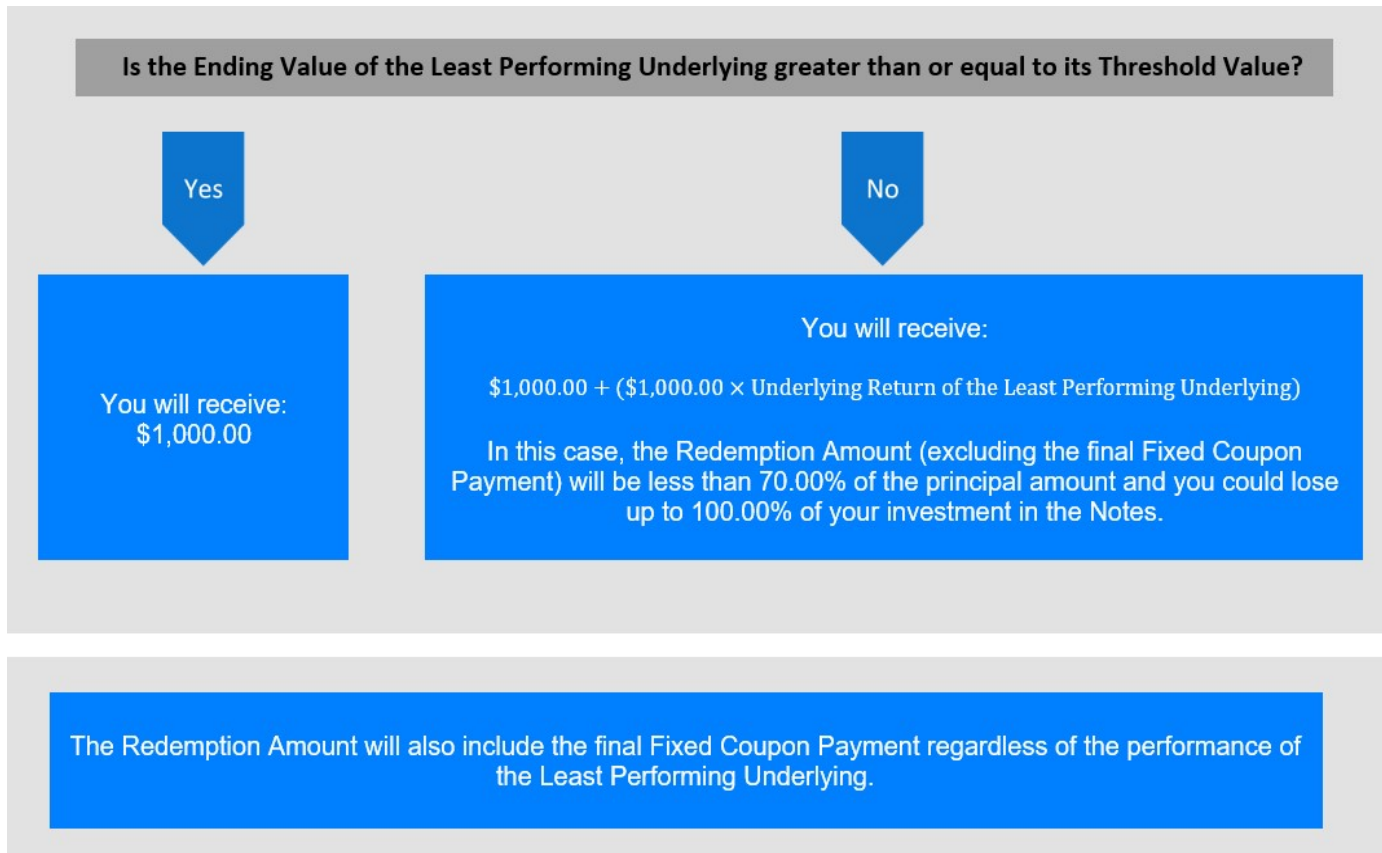 Is the Ending Value of the Least Performing Underlying greater than or equal to its Threshold Value?
Yes
No
You will receive:
$1,000.00
You will receive:
$1,000.00 + ($1,000.00 × Underlying Return of the Least Performing Underlying)
In this case, the Redemption Amount (excluding the final Fixed Coupon
Payment) will be less than 70.00% of the principal amount and you could lose
up to 100.00% of your investment in the Notes.
The Redemption Amount will also include the final Fixed Coupon Payment regardless of the performance of
the Least Performing Underlying.